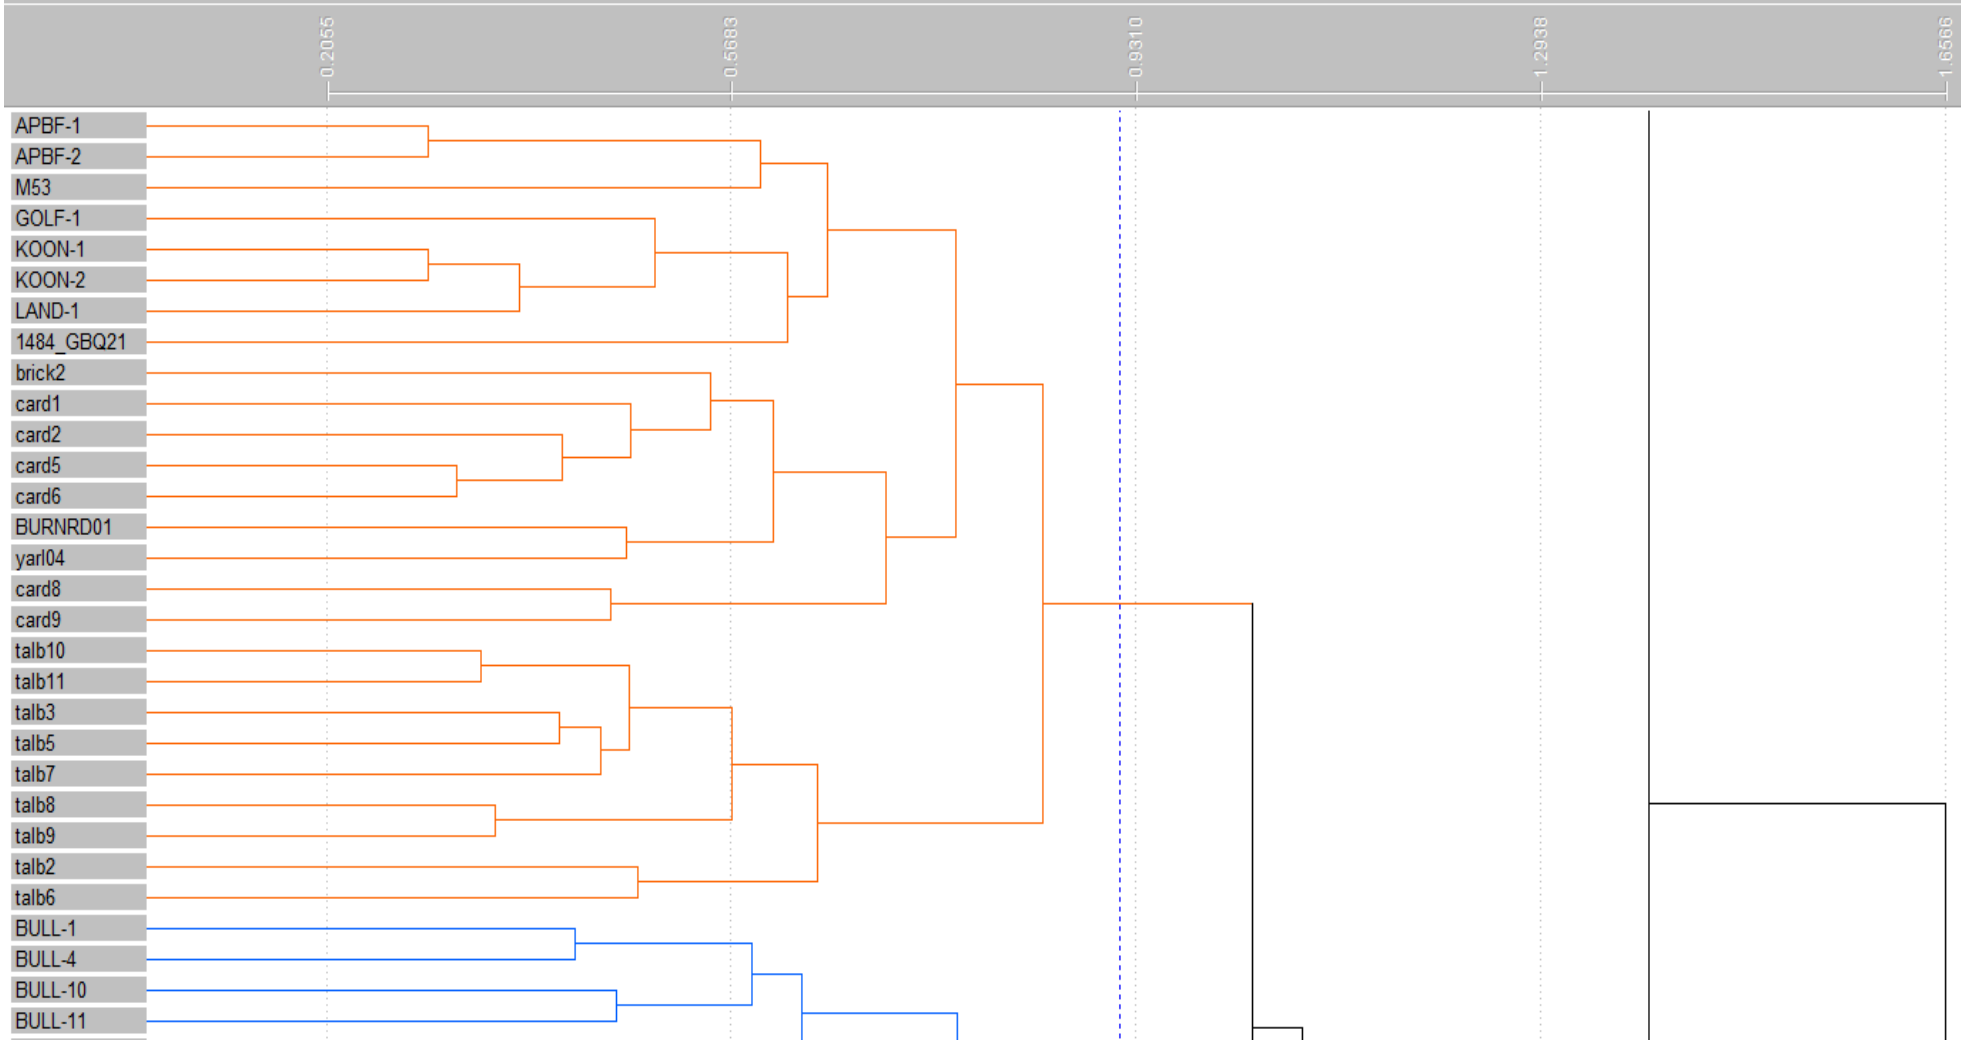 0.2055
0.5683
0.9310
1.2938
1.6566
APBF-1
APBF-2
M53
GOLF-1
KOON-1
KOON-2
LAND-1
1484_GBQ21
brick2
card1
card2
card5
card6
BURNRD01
yarl04
card8
card9
talb10
talb11
talb3
talb5
talb7
talb8
talb9
talb2
talb6
BULL-1
BULL-4
BULL-10
BULL-11